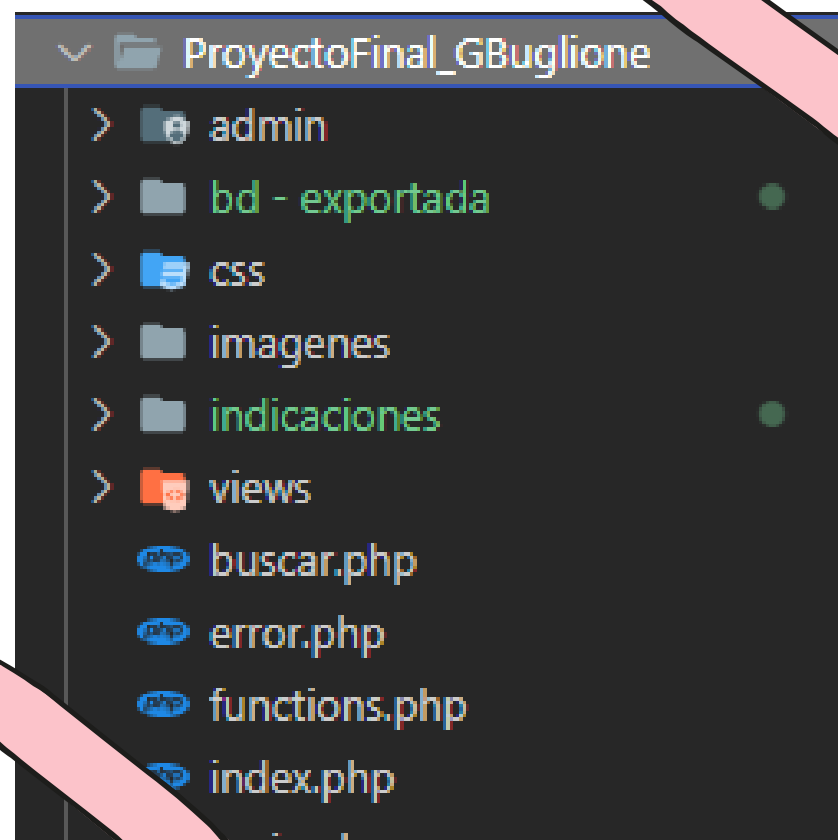 ProyectoFinal_GBuglione
admin
bd - exportada
css
imagenes
indicaciones
views
buscar.php
error.php
functions.php
index.php